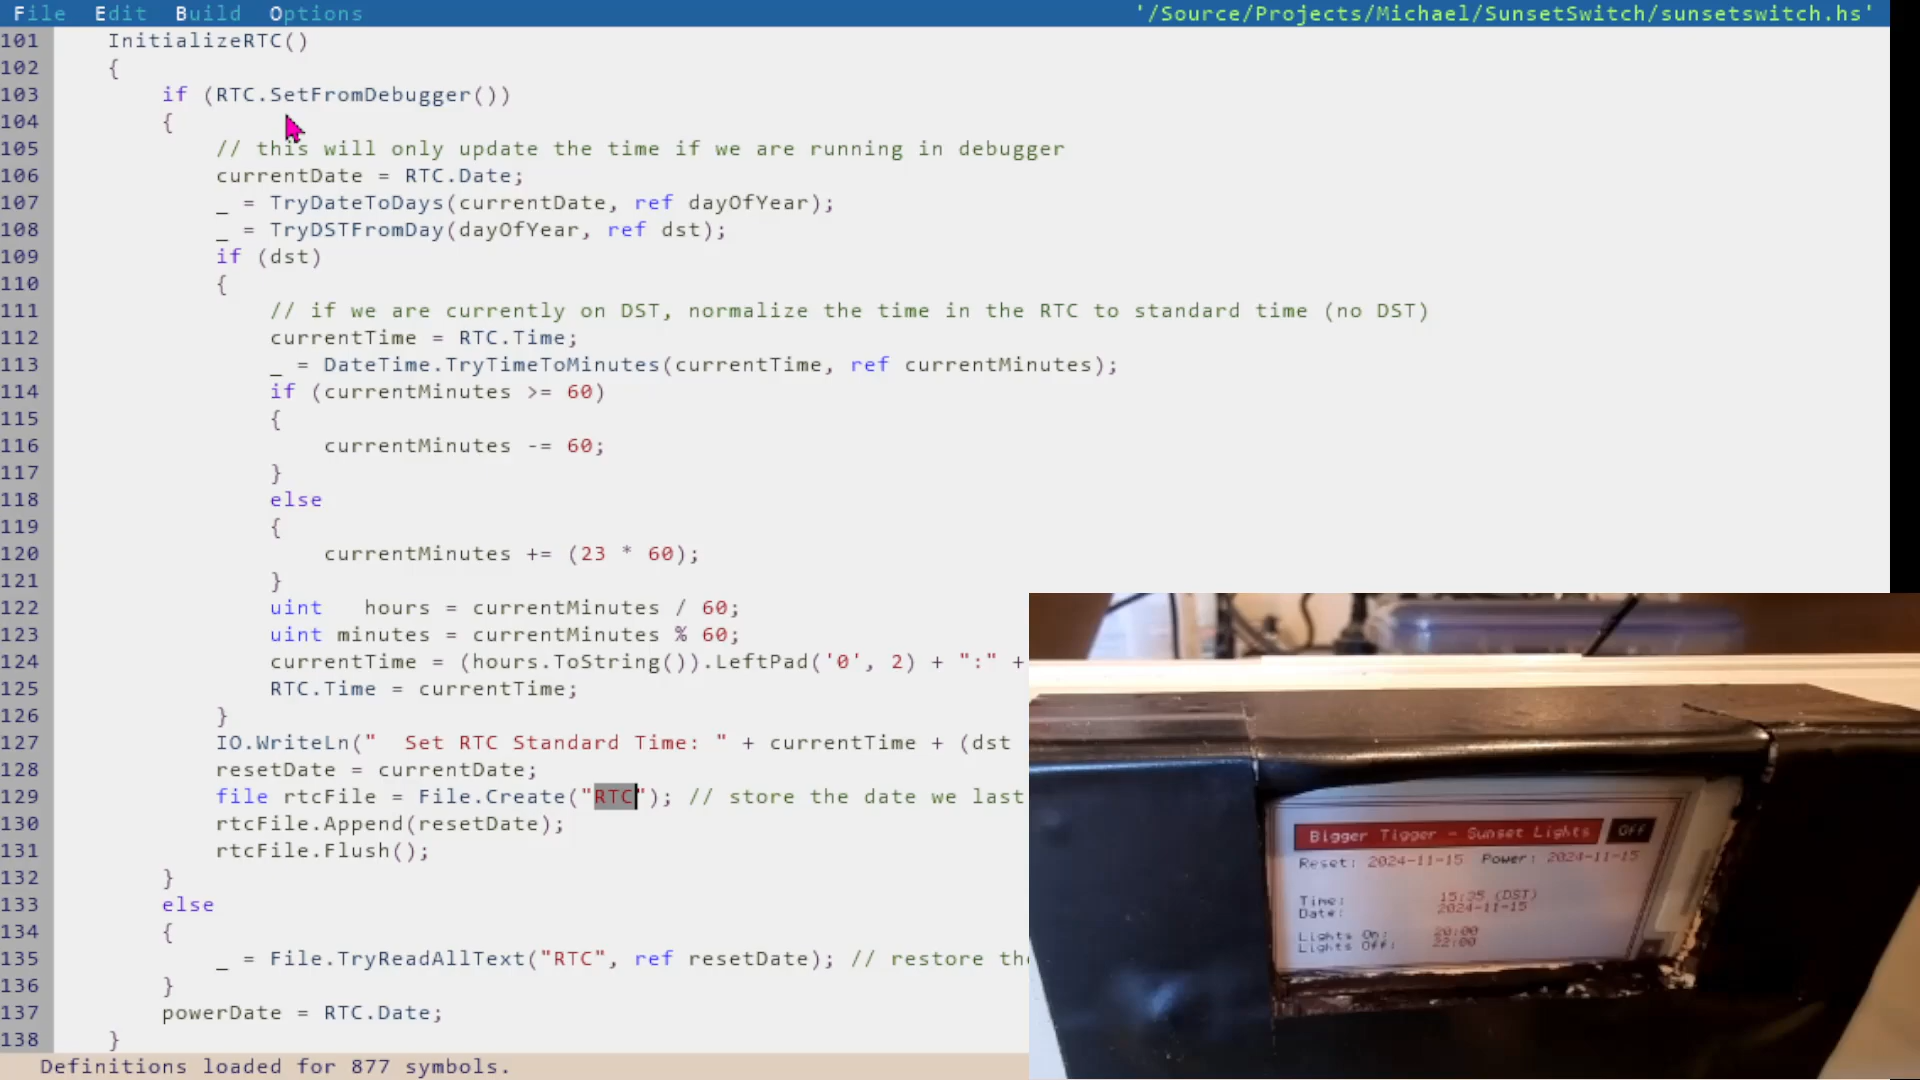 File Edit Build Options '/Source/Projects/Michael/SunsetSwitch/sunsetswitch.hs'
101 InitializeRTC()
102 {
103 if (RTC.SetFromDebugger())
104 {
105 // this will only update the time if we are running in debugger
106 currentDate = RTC.Date;
107 _ = TryDateToDays(currentDate, ref dayOfYear);
108 _ = TryDSTFromDay(dayOfYear, ref dst);
109 if (dst)
110 {
111 // if we are currently on DST, normalize the time in the RTC to standard time (no DST)
112 currentTime = RTC.Time;
113 _ = DateTime.TryTimeToMinutes(currentTime, ref currentMinutes);
114 if (currentMinutes >= 60)
115 {
116 currentMinutes -= 60;
117 }
118 else
119 {
120 currentMinutes += (23 * 60);
121 }
122 uint hours = currentMinutes / 60;
123 uint minutes = currentMinutes % 60;
124 currentTime = (hours.ToString()).LeftPad('0', 2) + ":" +
125 RTC.Time = currentTime;
126 }
127 IO.WriteLn(" Set RTC Standard Time: " + currentTime + (dst
128 resetDate = currentDate;
129 file rtcFile = File.Create("RTC"); // store the date we last
130 rtcFile.Append(resetDate);
131 rtcFile.Flush();
132 }
133 else
134 {
135 _ = File.TryReadAllText("RTC", ref resetDate); // restore the
136 }
137 powerDate = RTC.Date;
138 }
Definitions loaded for 877 symbols.
Bigger Tigger - Sunset Lights Off
Reset: 2024-11-15 Power: 2024-11-15
Time: 15:35 (DST)
Date: 2024-11-15
Lights On: 20:00
Lights Off: 22:00